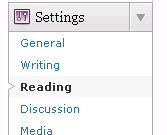 Settings
General
Writing
Reading
Discussion
Media